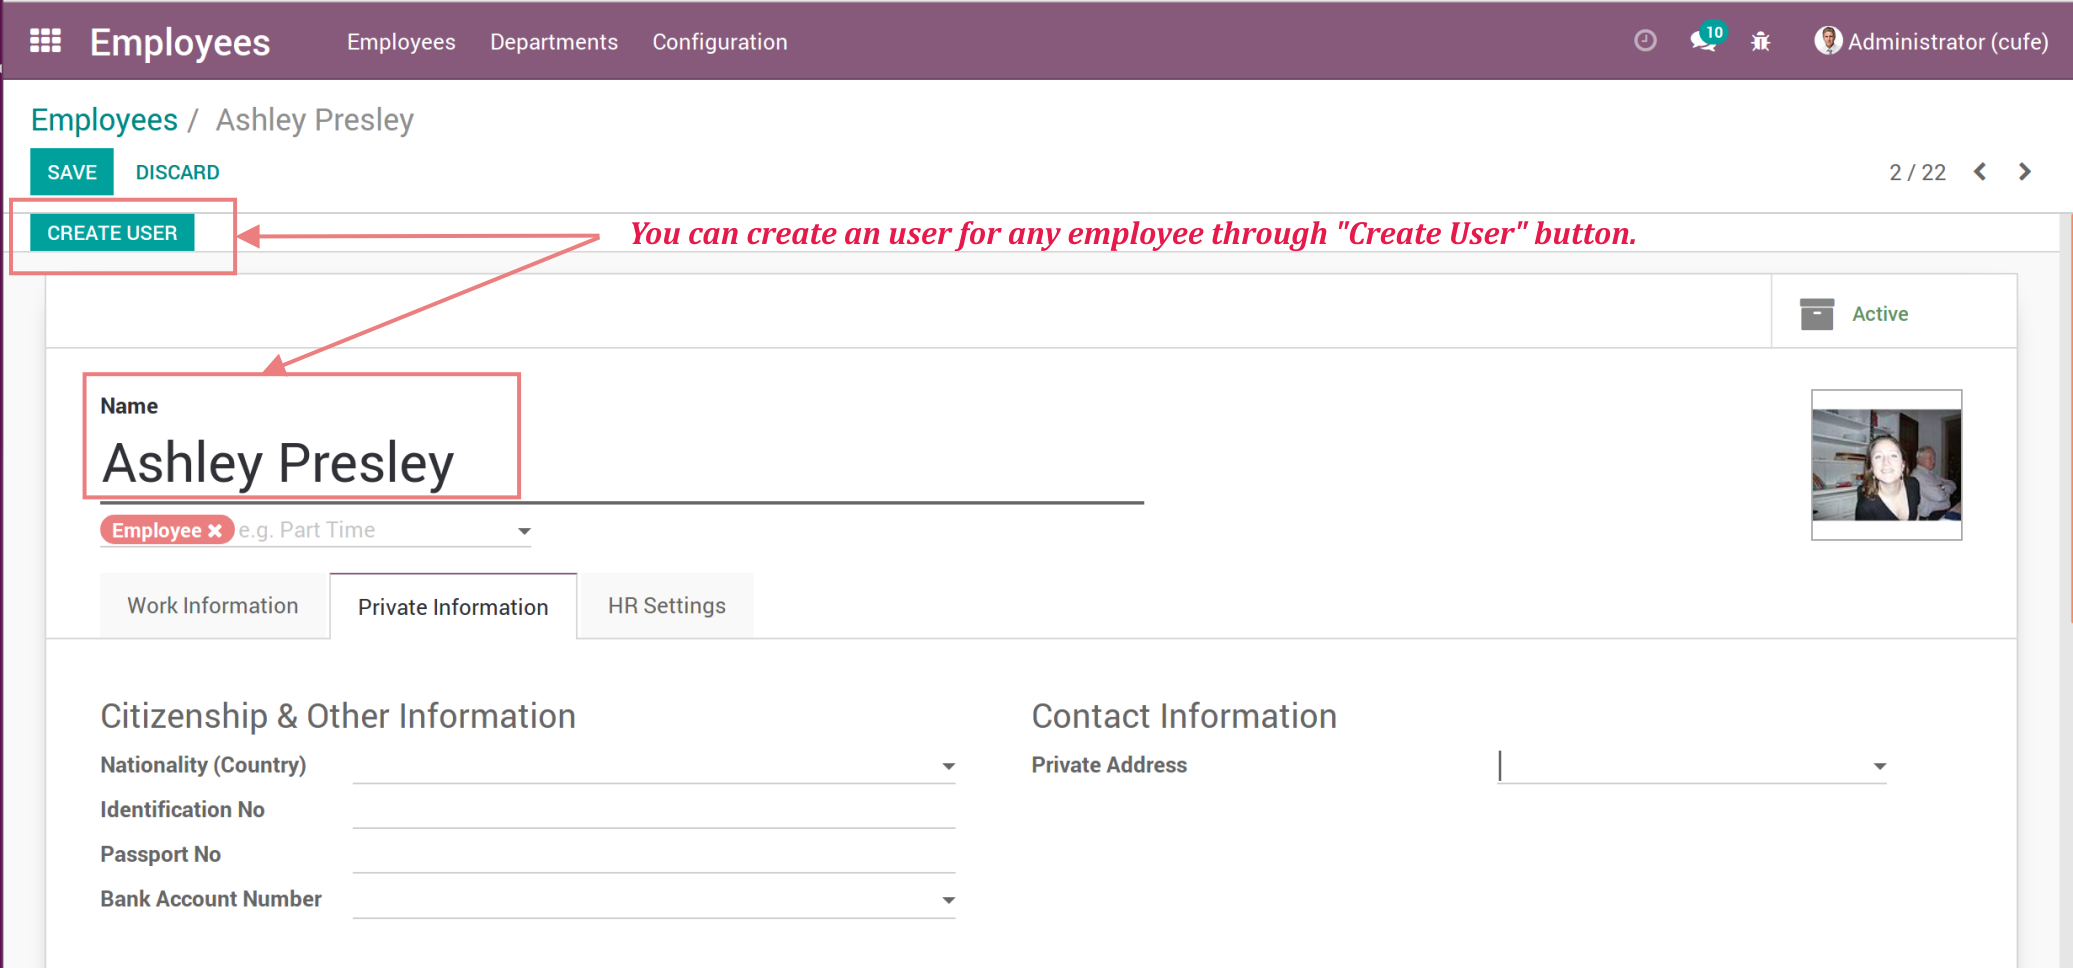 Employees Employees Departments Configuration 10 Administrator (cufe)
Employees / Ashley Presley
SAVE DISCARD 2 / 22
CREATE USER You can create an user for any employee through "Create User" button.
Active
Name
Ashley Presley
Employee e.g. Part Time
Work Information Private Information HR Settings
Citizenship & Other Information Contact Information
Nationality (Country) Private Address
Identification No
Passport No
Bank Account Number